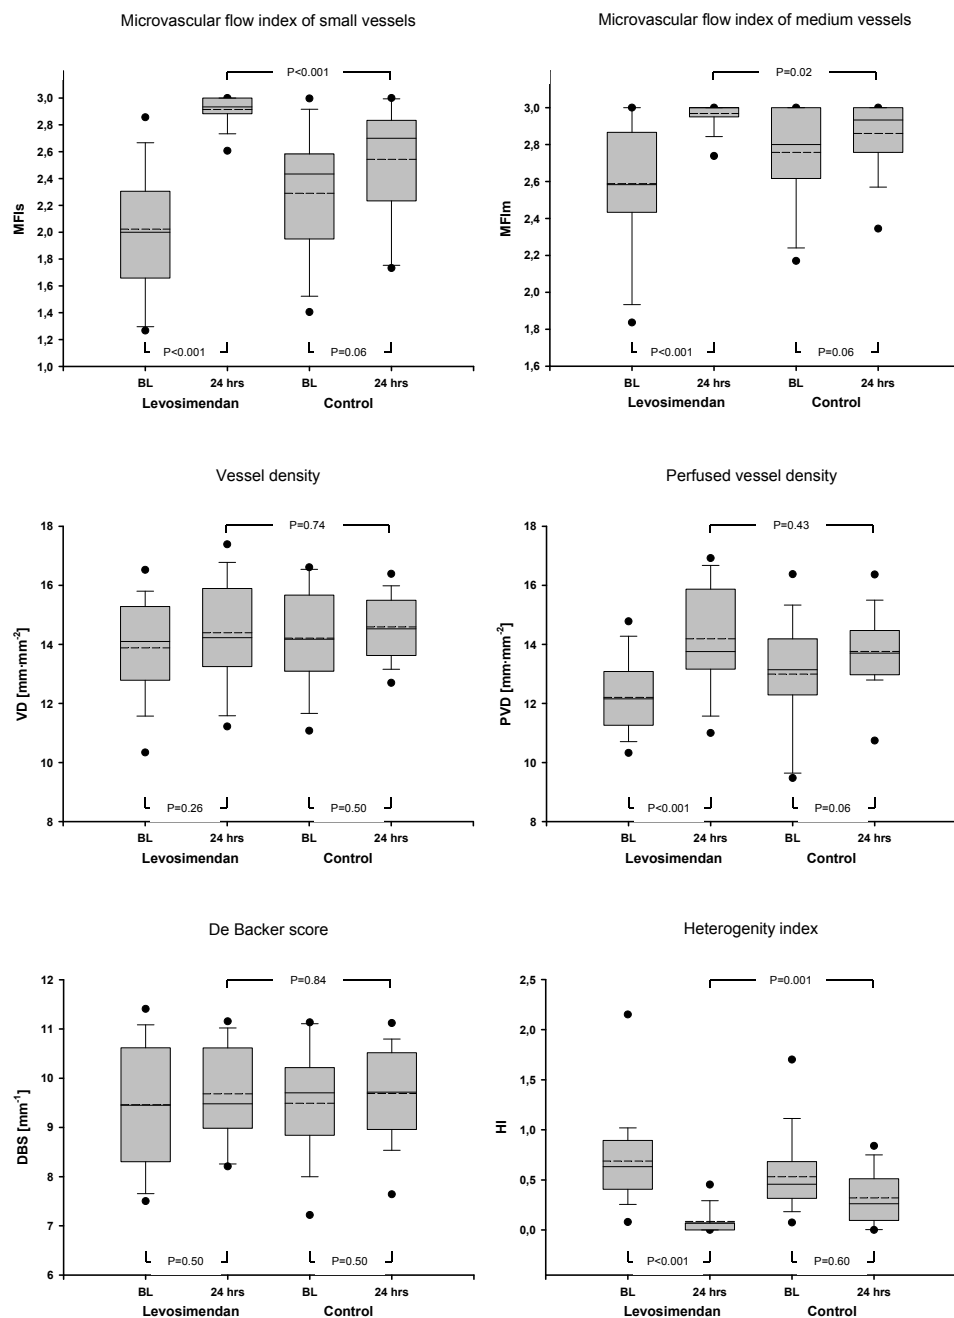 Microvascular flow index of small vessels
P<0.001
MFIs
3,0
2,8
2,6
2,4
2,2
2,0
1,8
1,6
1,4
1,2
1,0
P<0.001
P=0.06
BL
24 hrs
BL
24 hrs
Levosimendan
Control
Microvascular flow index of medium vessels
P=0.02
MFIm
3,0
2,8
2,6
2,4
2,2
2,0
1,8
1,6
P<0.001
P=0.06
BL
24 hrs
BL
24 hrs
Levosimendan
Control
Vessel density
P=0.74
VD [mm·mm⁻²]
18
16
14
12
10
8
P=0.26
P=0.50
BL
24 hrs
BL
24 hrs
Levosimendan
Control
Perfused vessel density
P=0.43
PVD [mm·mm⁻²]
18
16
14
12
10
8
P<0.001
P=0.06
BL
24 hrs
BL
24 hrs
Levosimendan
Control
De Backer score
P=0.84
DBS [mm⁻¹]
12
11
10
9
8
7
6
P=0.50
P=0.50
BL
24 hrs
BL
24 hrs
Levosimendan
Control
Heterogenity index
P=0.001
HI
2,5
2,0
1,5
1,0
0,5
0,0
P<0.001
P=0.60
BL
24 hrs
BL
24 hrs
Levosimendan
Control